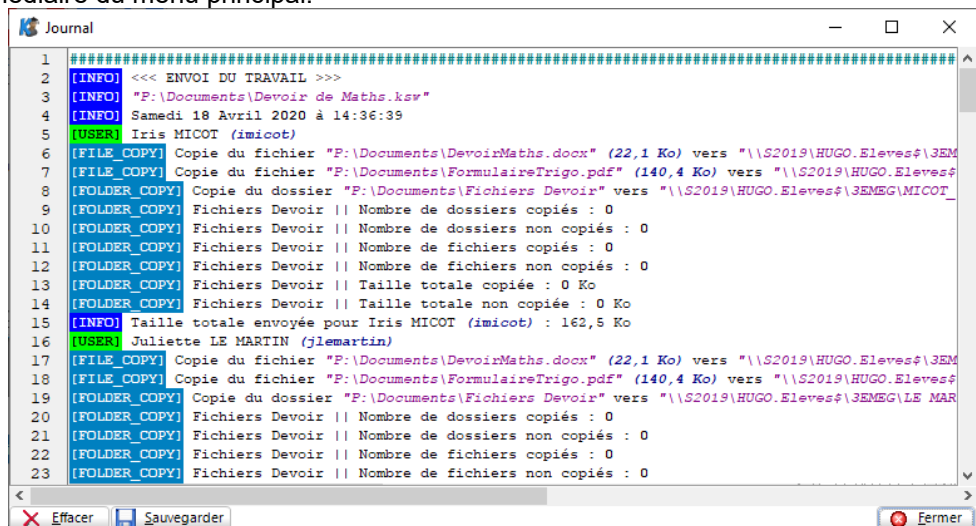 du menu principal.
Journal
1 ####################################################################################################
2 [INFO] <<< ENVOI DU TRAVAIL >>>
3 [INFO] "P:\Documents\Devoir de Maths.ksw"
4 [INFO] Samedi 18 Avril 2020 à 14:36:39
5 [USER] Iris MICOT (imicot)
6 [FILE_COPY] Copie du fichier "P:\Documents\DevoirMaths.docx" (22,1 Ko) vers "\\S2019\HUGO.Eleves$\3EM
7 [FILE_COPY] Copie du fichier "P:\Documents\FormulaireTrigo.pdf" (140,4 Ko) vers "\\S2019\HUGO.Eleves$
8 [FOLDER_COPY] Copie du dossier "P:\Documents\Fichiers Devoir" vers "\\S2019\HUGO.Eleves$\3EMEG\MICOT_
9 [FOLDER_COPY] Fichiers Devoir || Nombre de dossiers copiés : 0
10 [FOLDER_COPY] Fichiers Devoir || Nombre de dossiers non copiés : 0
11 [FOLDER_COPY] Fichiers Devoir || Nombre de fichiers copiés : 0
12 [FOLDER_COPY] Fichiers Devoir || Nombre de fichiers non copiés : 0
13 [FOLDER_COPY] Fichiers Devoir || Taille totale copiée : 0 Ko
14 [FOLDER_COPY] Fichiers Devoir || Taille totale non copiée : 0 Ko
15 [INFO] Taille totale envoyée pour Iris MICOT (imicot) : 162,5 Ko
16 [USER] Juliette LE MARTIN (jlemartin)
17 [FILE_COPY] Copie du fichier "P:\Documents\DevoirMaths.docx" (22,1 Ko) vers "\\S2019\HUGO.Eleves$\3EM
18 [FILE_COPY] Copie du fichier "P:\Documents\FormulaireTrigo.pdf" (140,4 Ko) vers "\\S2019\HUGO.Eleves$
19 [FOLDER_COPY] Copie du dossier "P:\Documents\Fichiers Devoir" vers "\\S2019\HUGO.Eleves$\3EMEG\LE MAR
20 [FOLDER_COPY] Fichiers Devoir || Nombre de dossiers copiés : 0
21 [FOLDER_COPY] Fichiers Devoir || Nombre de dossiers non copiés : 0
22 [FOLDER_COPY] Fichiers Devoir || Nombre de fichiers copiés : 0
23 [FOLDER_COPY] Fichiers Devoir || Nombre de fichiers non copiés : 0
Effacer Sauvegarder Fermer